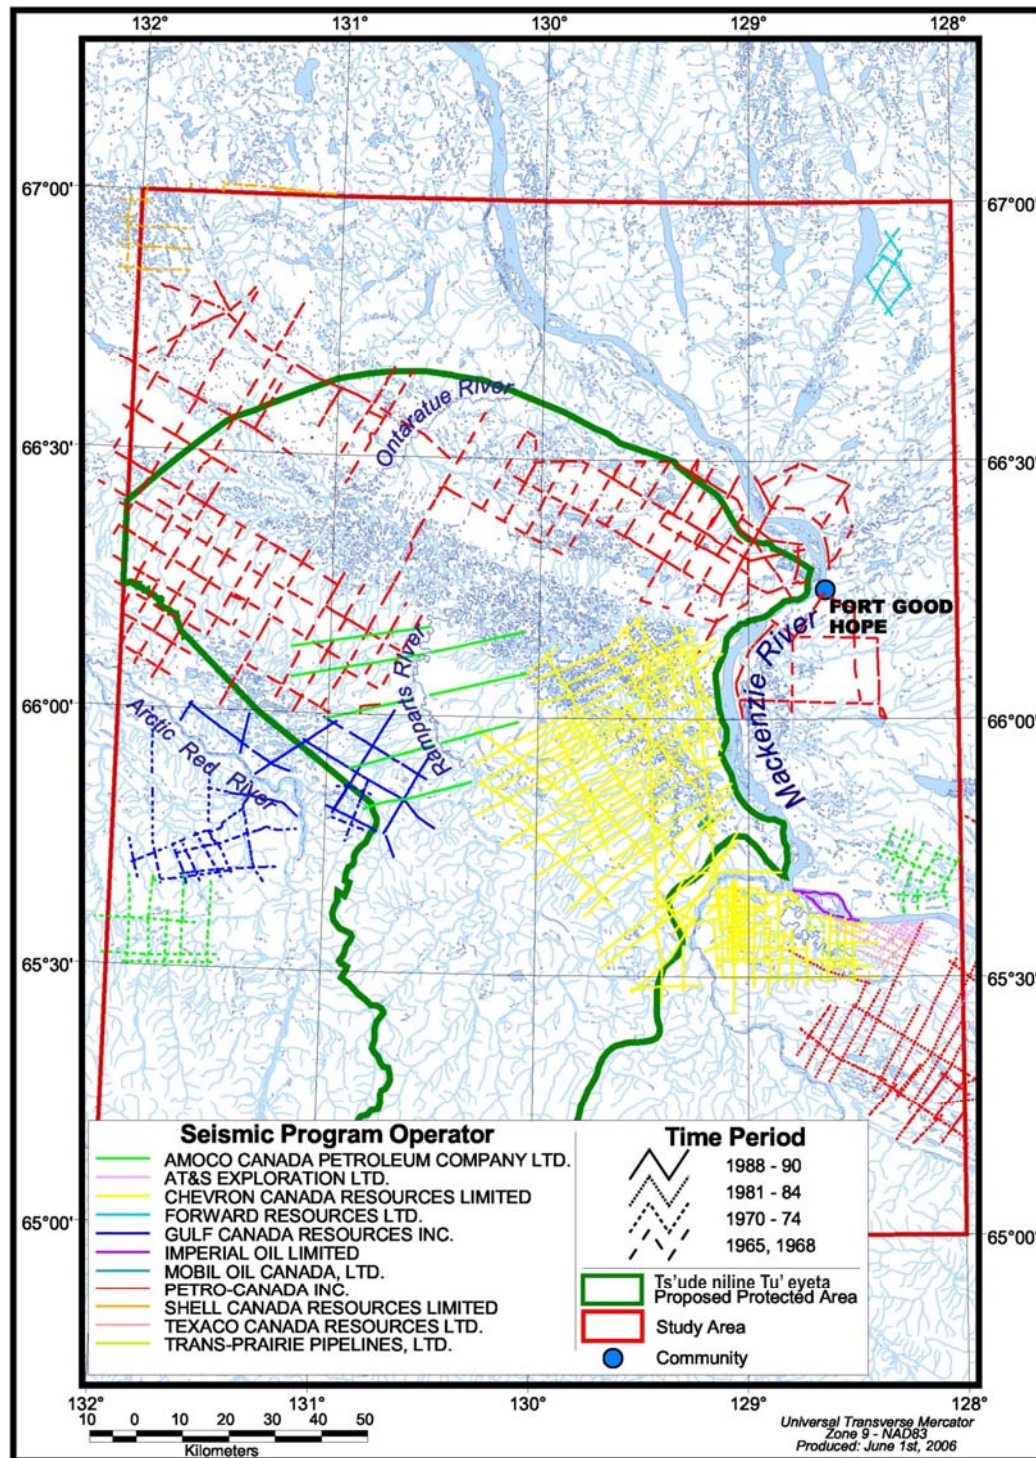 132° 131° 130° 129° 128°
67°00' 67°00'
Ontaratue River
66°30' 66°30'
FORT GOOD
HOPE
Mackenzie River
Ramparts River
66°00' 66°00'
Arctic Red River
65°30' 65°30'
65°00' 65°00'
Seismic Program Operator
AMOCO CANADA PETROLEUM COMPANY LTD.
AT&S EXPLORATION LTD.
CHEVRON CANADA RESOURCES LIMITED
FORWARD RESOURCES LTD.
GULF CANADA RESOURCES INC.
IMPERIAL OIL LIMITED
MOBIL OIL CANADA, LTD.
PETRO-CANADA INC.
SHELL CANADA RESOURCES LIMITED
TEXACO CANADA RESOURCES LTD.
TRANS-PRAIRIE PIPELINES, LTD.
Time Period
1988 - 90
1981 - 84
1970 - 74
1965, 1968
Ts'ude niline Tu' eyeta
Proposed Protected Area
Study Area
Community
132° 131° 130° 129° 128°
10 0 10 20 30 40 50
Kilometers
Universal Transverse Mercator
Zone 9 - NAD83
Produced: June 1st, 2006